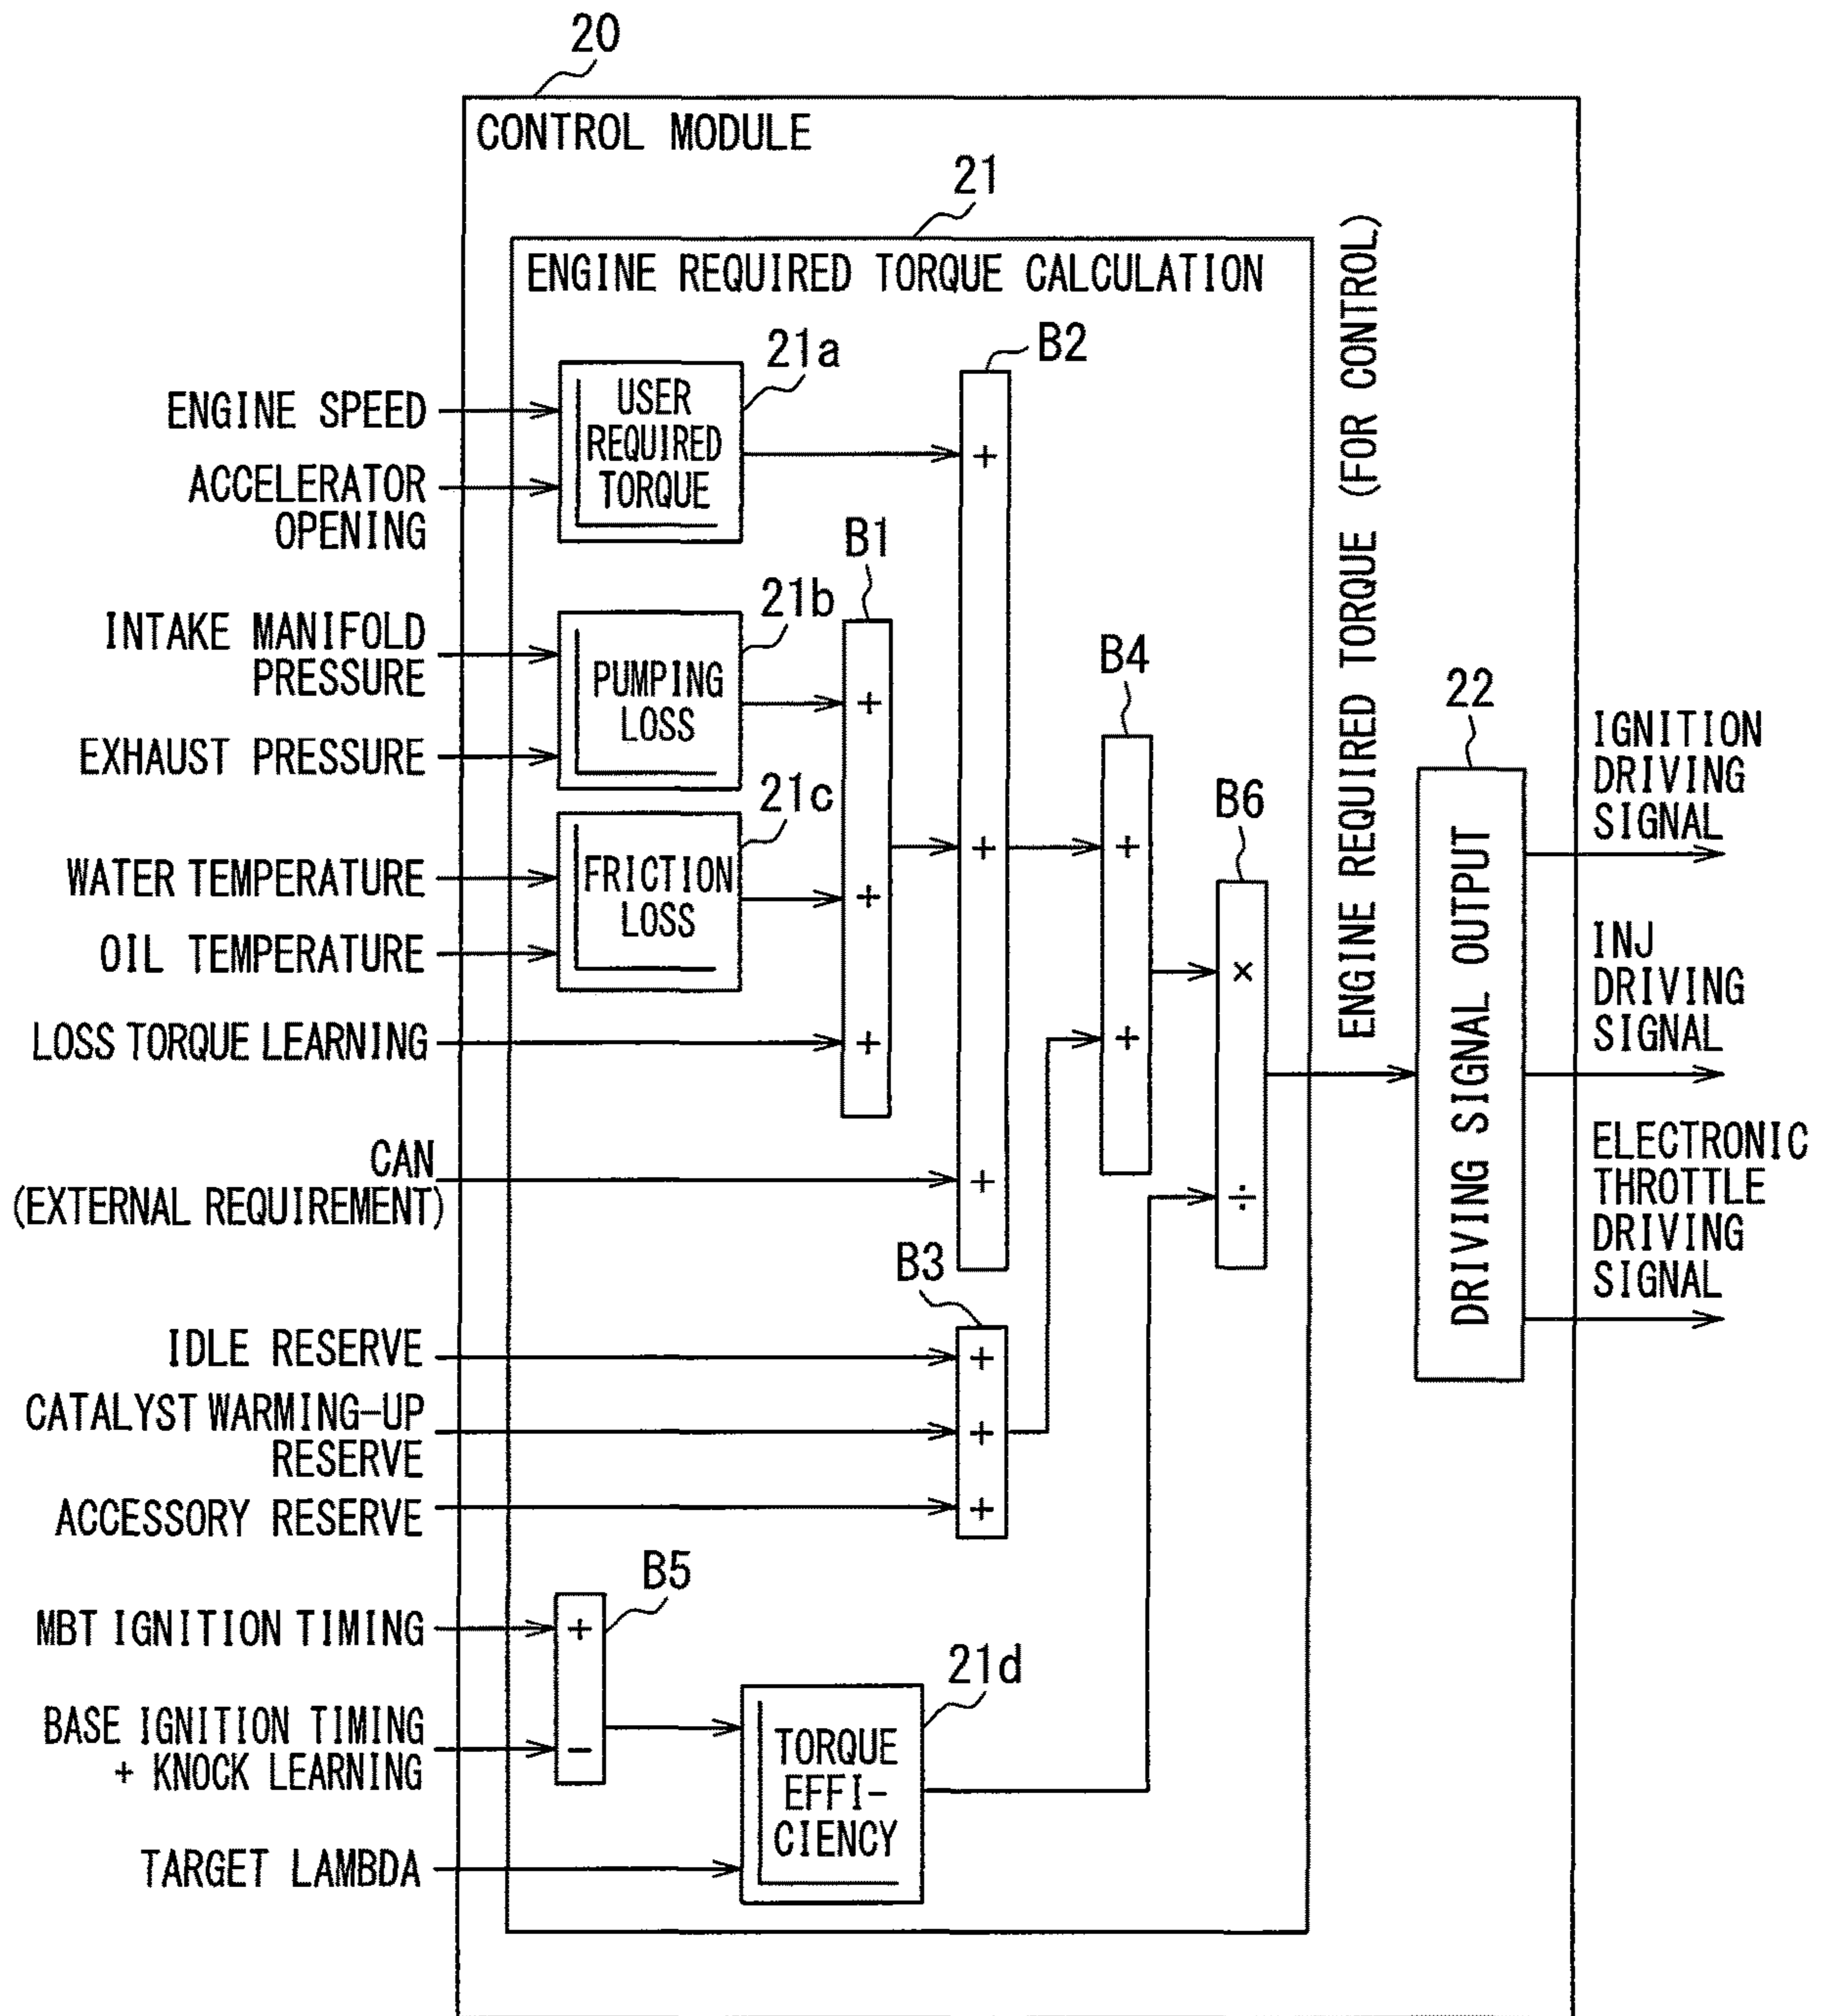 20
CONTROL MODULE
21
ENGINE REQUIRED TORQUE CALCULATION
ENGINE SPEED
ACCELERATOR
OPENING
21a
USER
REQUIRED
TORQUE
B2
+
+
+
INTAKE MANIFOLD
PRESSURE
EXHAUST PRESSURE
21b
PUMPING
LOSS
B1
+
+
+
WATER TEMPERATURE
OIL TEMPERATURE
21c
FRICTION
LOSS
LOSS TORQUE LEARNING
CAN
(EXTERNAL REQUIREMENT)
B4
+
+
B6
×
÷
B3
+
+
+
IDLE RESERVE
CATALYST WARMING-UP
RESERVE
ACCESSORY RESERVE
B5
+
−
MBT IGNITION TIMING
BASE IGNITION TIMING
+ KNOCK LEARNING
TARGET LAMBDA
21d
TORQUE
EFFI-
CIENCY
ENGINE REQUIRED TORQUE (FOR CONTROL)
22
DRIVING SIGNAL OUTPUT
IGNITION
DRIVING
SIGNAL
INJ
DRIVING
SIGNAL
ELECTRONIC
THROTTLE
DRIVING
SIGNAL